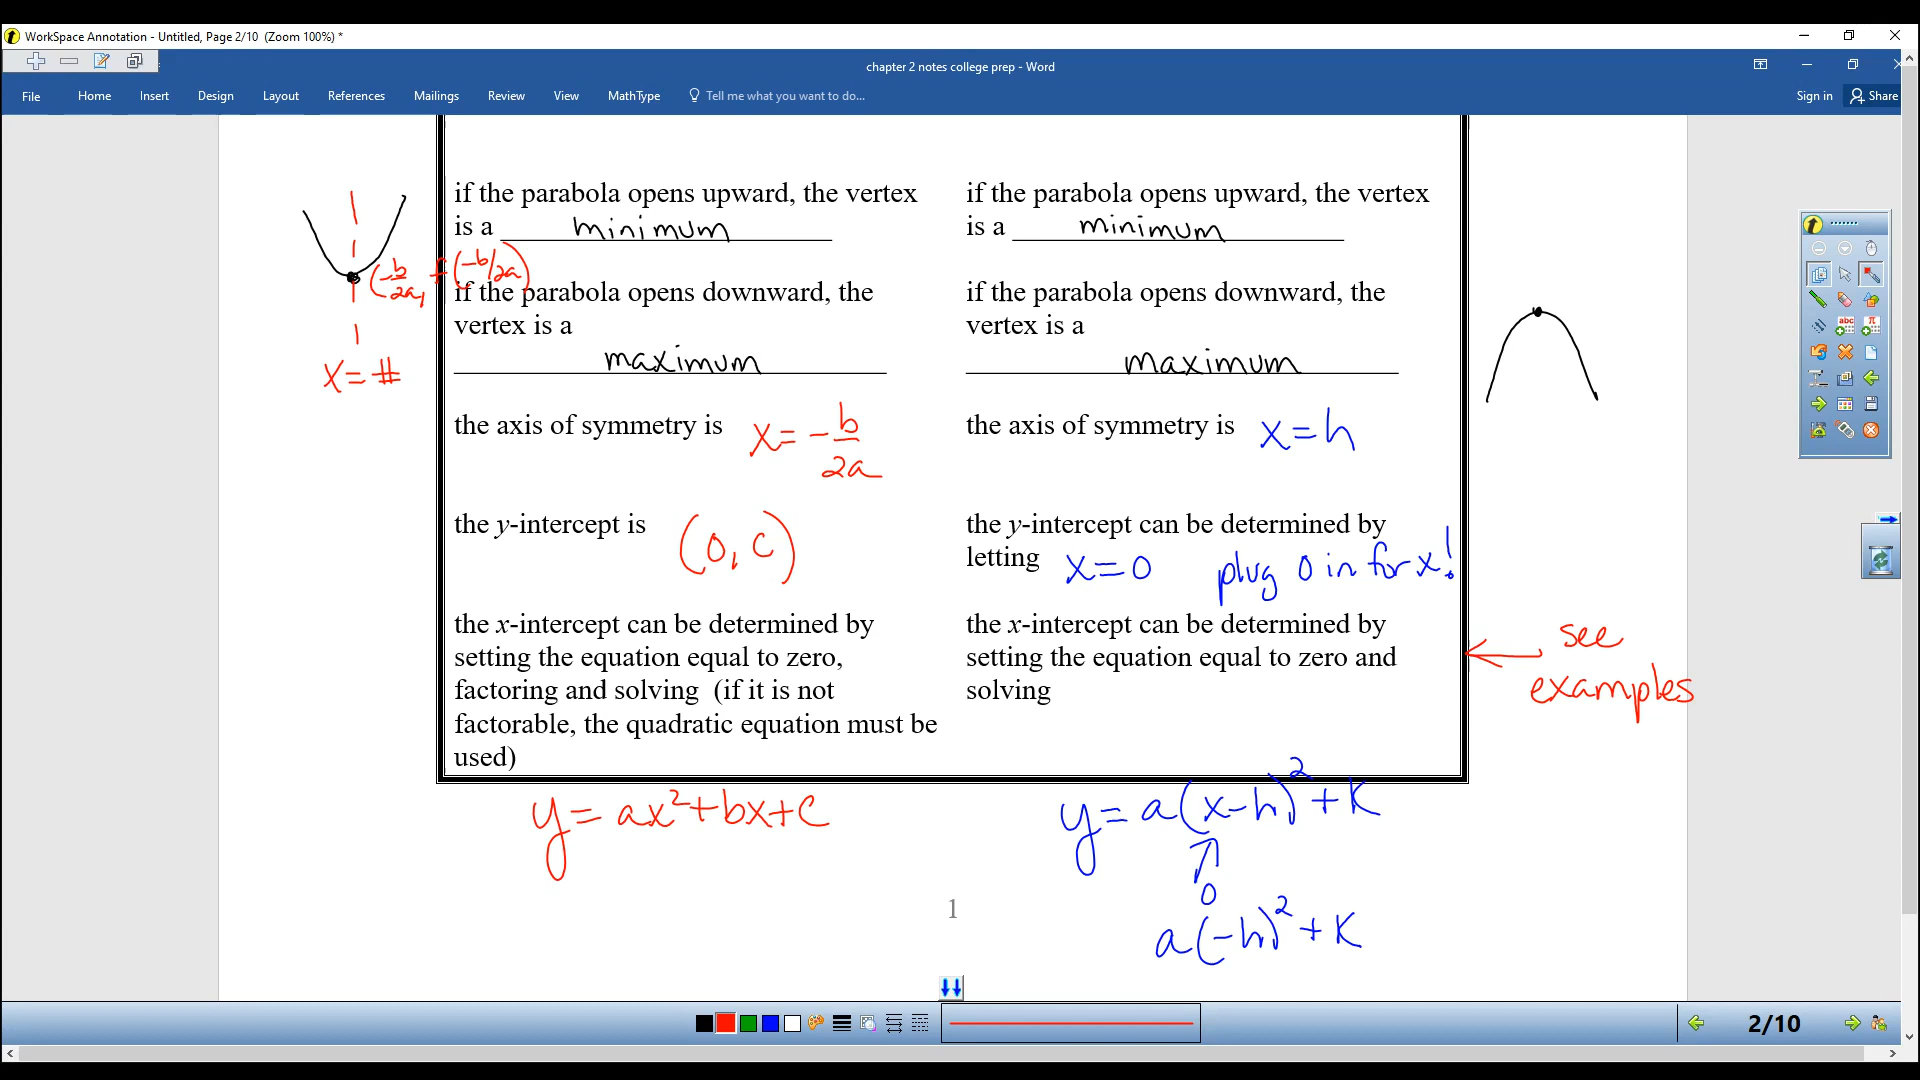 WorkSpace Annotation - Untitled, Page 2/10 (Zoom 100%) *
chapter 2 notes college prep - Word
File Home Insert Design Layout References Mailings Review View MathType Tell me what you want to do... Sign in Share
if the parabola opens upward, the vertex
is a minimum
(-b/2a, f(-b/2a))
if the parabola opens downward, the
vertex is a
maximum
x = #
the axis of symmetry is x = -b/2a
the y-intercept is (0, c)
the x-intercept can be determined by
setting the equation equal to zero,
factoring and solving (if it is not
factorable, the quadratic equation must be
used)
y = ax² + bx + c
if the parabola opens upward, the vertex
is a minimum
if the parabola opens downward, the
vertex is a
maximum
the axis of symmetry is x = h
the y-intercept can be determined by
letting x = 0 plug 0 in for x!
the x-intercept can be determined by
setting the equation equal to zero and
solving
see
examples
y = a(x-h)² + k
0
a(-h)² + k
1
abc
π
2/10